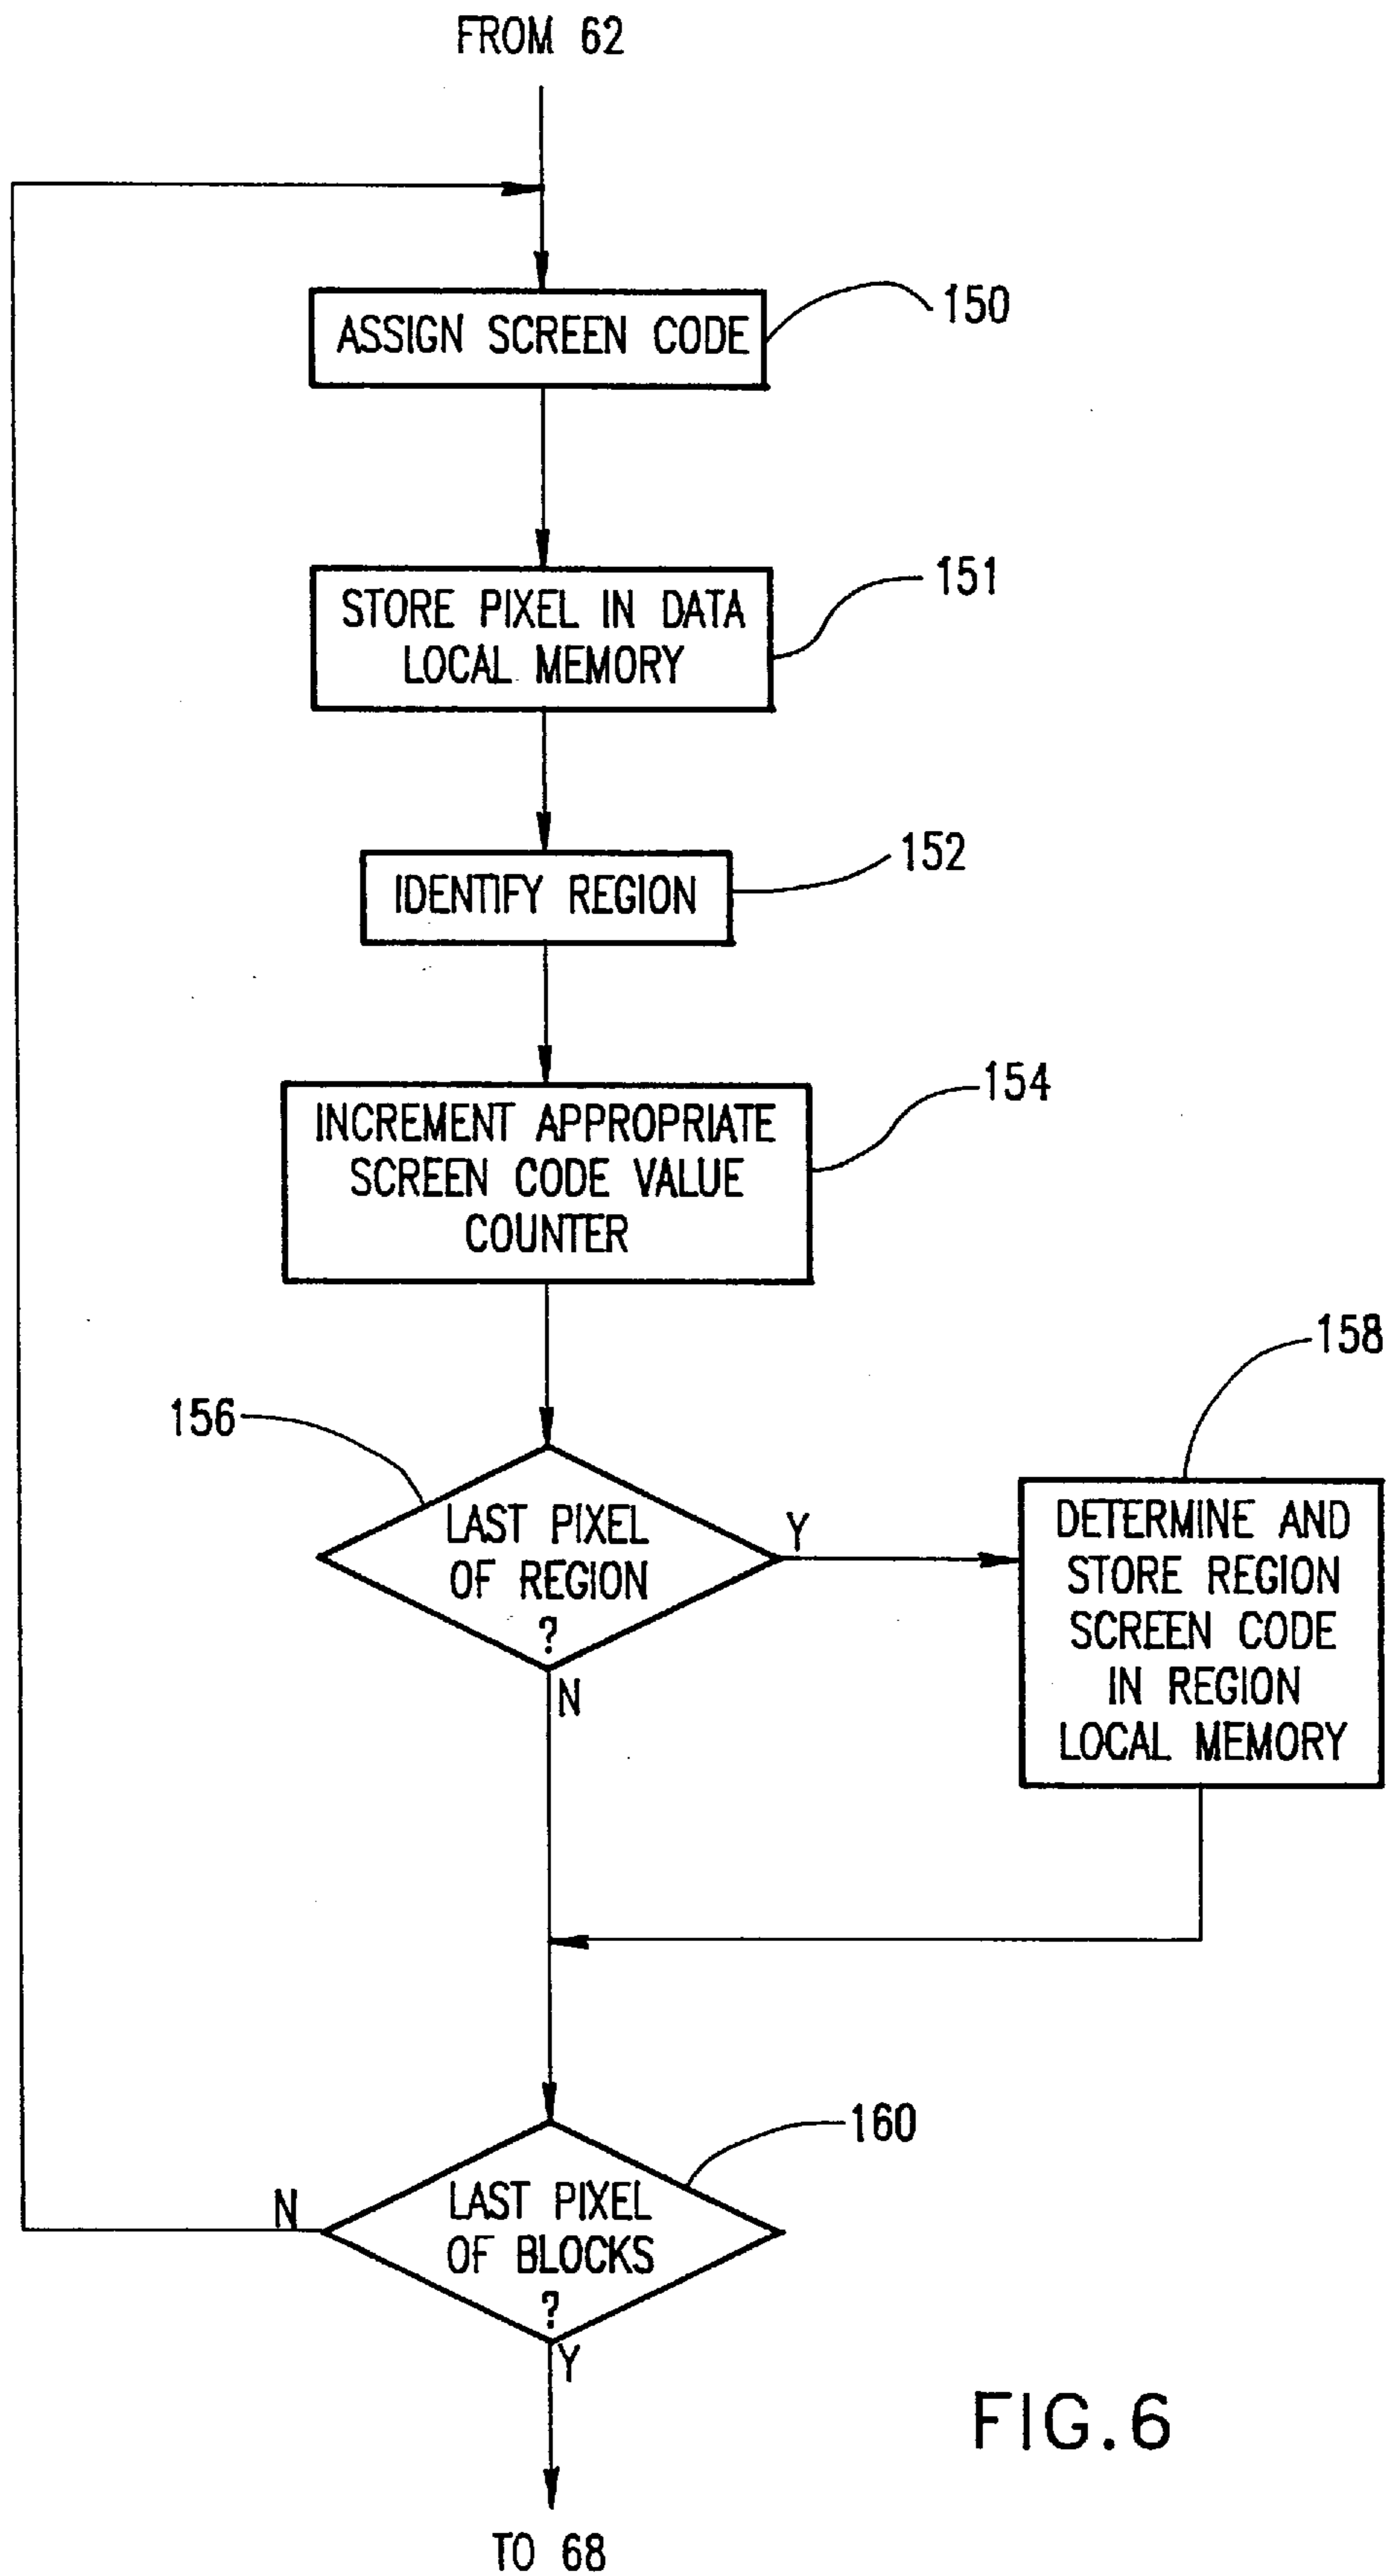 FROM 62
ASSIGN SCREEN CODE
150
STORE PIXEL IN DATA
LOCAL MEMORY
151
IDENTIFY REGION
152
INCREMENT APPROPRIATE
SCREEN CODE VALUE
COUNTER
154
156
LAST PIXEL
OF REGION
?
Y
N
158
DETERMINE AND
STORE REGION
SCREEN CODE
IN REGION
LOCAL MEMORY
160
LAST PIXEL
OF BLOCKS
?
N
Y
TO 68
FIG.6